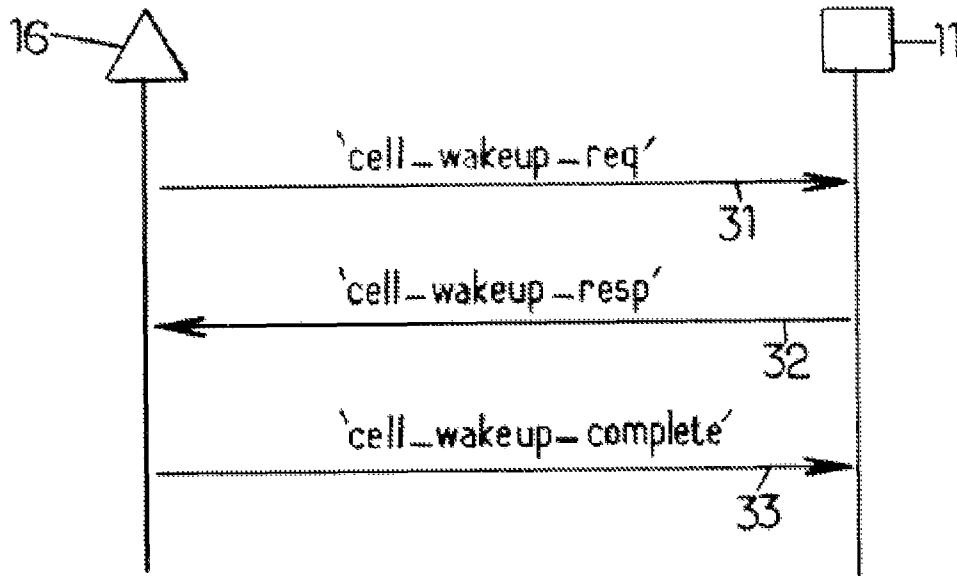 16
11
‵cell_wakeup_req′
31
‵cell_wakeup_resp′
32
‵cell_wakeup_complete′
33